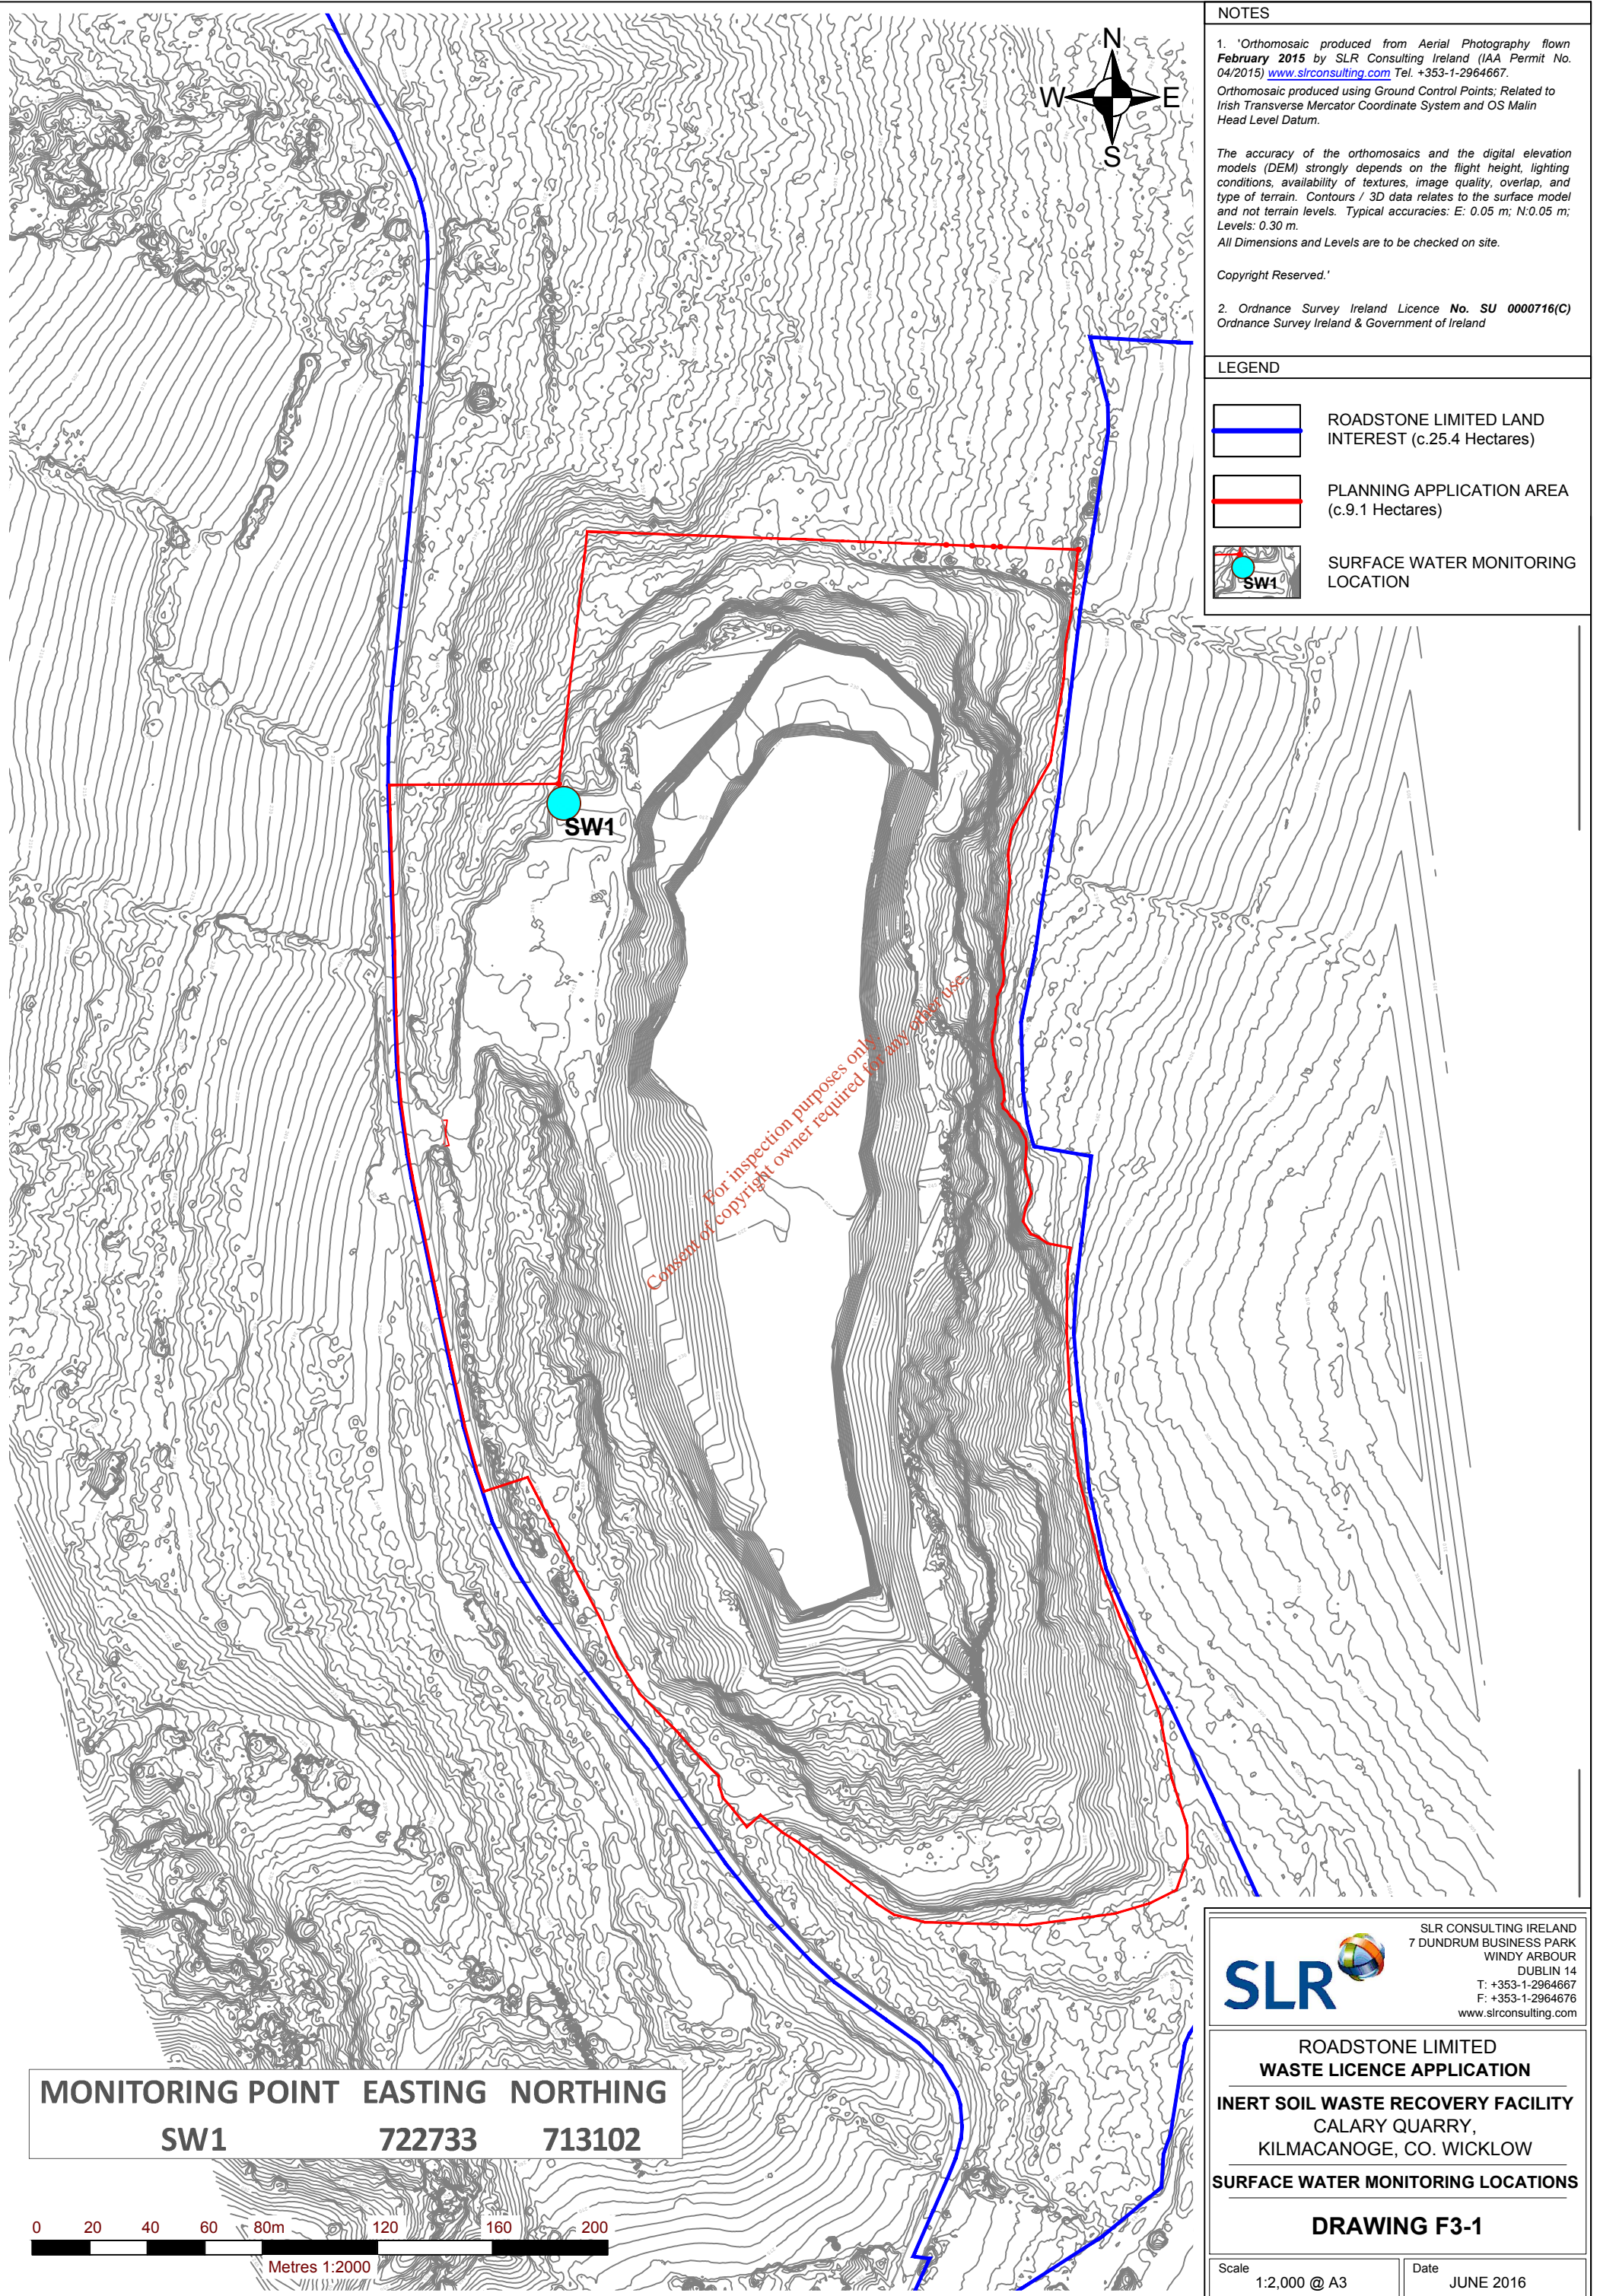 NOTES
1. 'Orthomosaic produced from Aerial Photography flown
February 2015 by SLR Consulting Ireland (IAA Permit No.
04/2015) www.slrconsulting.com Tel. +353-1-2964667.
Orthomosaic produced using Ground Control Points; Related to
Irish Transverse Mercator Coordinate System and OS Malin
Head Level Datum.
The accuracy of the orthomosaics and the digital elevation
models (DEM) strongly depends on the flight height, lighting
conditions, availability of textures, image quality, overlap, and
type of terrain. Contours / 3D data relates to the surface model
and not terrain levels. Typical accuracies: E: 0.05 m; N:0.05 m;
Levels: 0.30 m.
All Dimensions and Levels are to be checked on site.
Copyright Reserved.'
2. Ordnance Survey Ireland Licence No. SU 0000716(C)
Ordnance Survey Ireland & Government of Ireland
LEGEND
ROADSTONE LIMITED LAND
INTEREST (c.25.4 Hectares)
PLANNING APPLICATION AREA
(c.9.1 Hectares)
SW1
SURFACE WATER MONITORING
LOCATION
N
W E
S
SW1
For inspection purposes only.
Consent of copyright owner required for any other use.
MONITORING POINT EASTING NORTHING
SW1 722733 713102
0 20 40 60 80m 120 160 200
Metres 1:2000
SLR
SLR CONSULTING IRELAND
7 DUNDRUM BUSINESS PARK
WINDY ARBOUR
DUBLIN 14
T: +353-1-2964667
F: +353-1-2964676
www.slrconsulting.com
ROADSTONE LIMITED
WASTE LICENCE APPLICATION
INERT SOIL WASTE RECOVERY FACILITY
CALARY QUARRY,
KILMACANOGE, CO. WICKLOW
SURFACE WATER MONITORING LOCATIONS
DRAWING F3-1
Scale
1:2,000 @ A3
Date
JUNE 2016